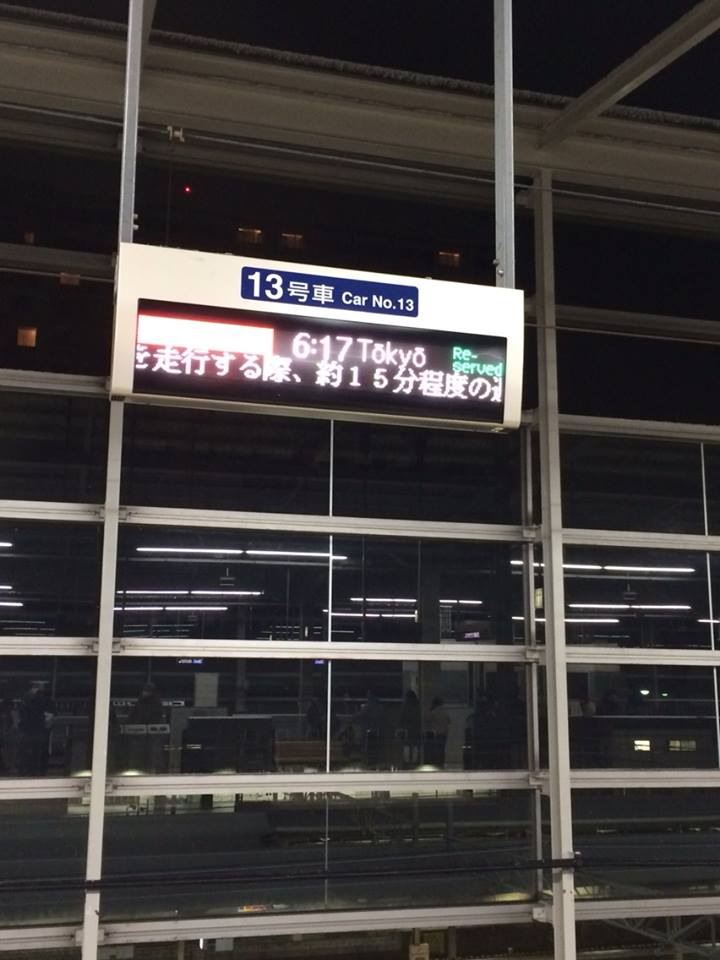 13号車 Car No.13
6:17 Tōkyō Re-served
を走行する際、約15分程度の